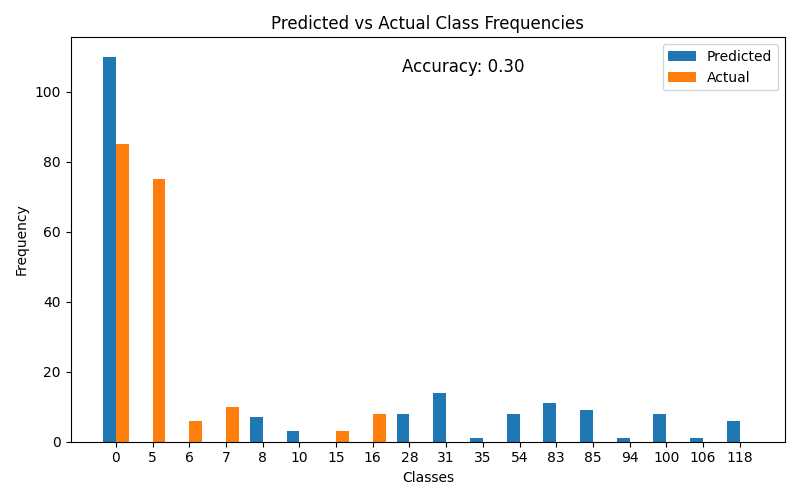 Predicted vs Actual Class Frequencies
Accuracy: 0.30
Predicted
Actual
Frequency
100
80
60
40
20
0
0 5 6 7 8 10 15 16 28 31 35 54 83 85 94 100 106 118
Classes